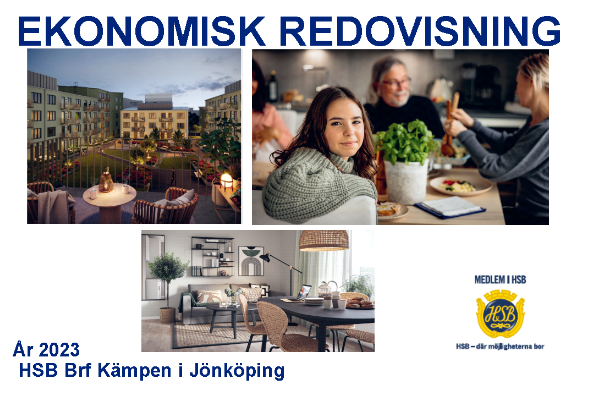 EKONOMISK REDOVISNING
MEDLEM I HSB
HSB
HSB – där möjligheterna bor
År 2023
HSB Brf Kämpen i Jönköping